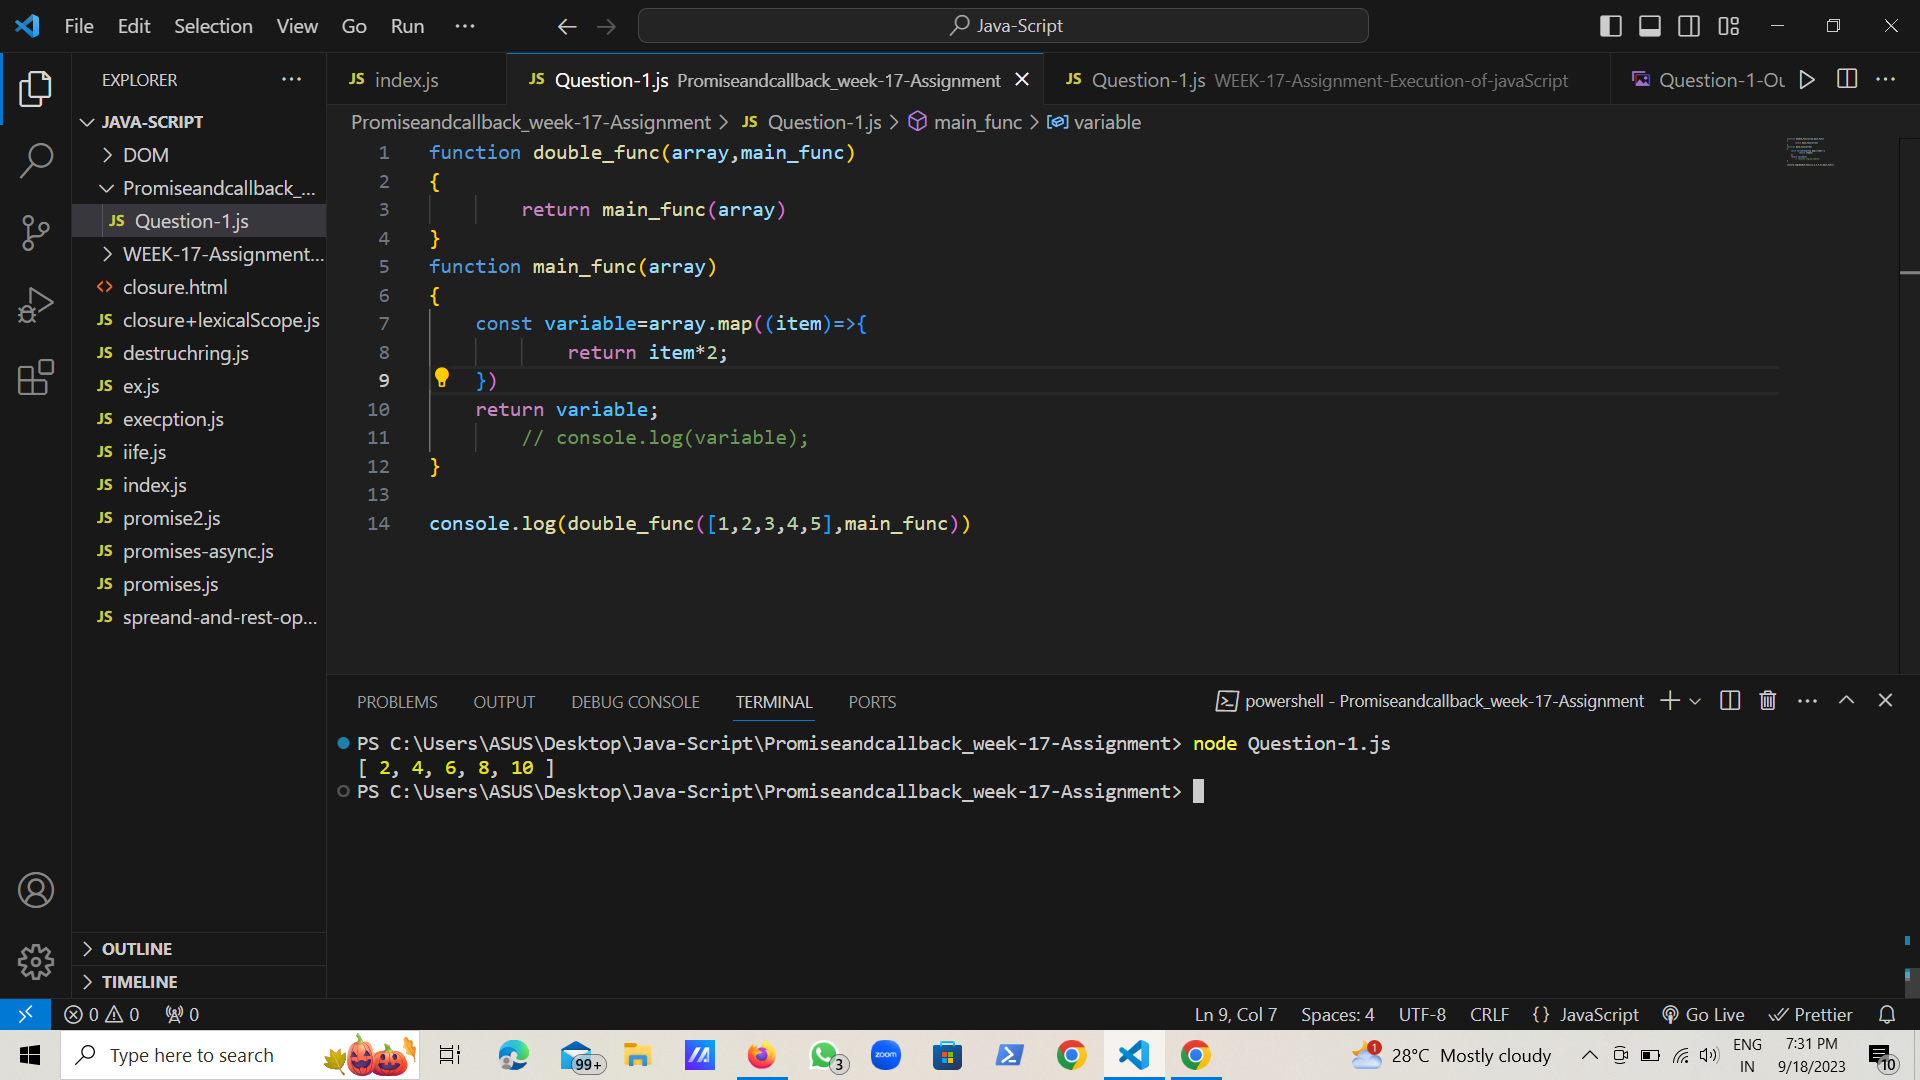 File Edit Selection View Go Run ··· Java-Script
EXPLORER ···
JAVA-SCRIPT
DOM
Promiseandcallback_...
JS Question-1.js
WEEK-17-Assignment...
<> closure.html
JS closure+lexicalScope.js
JS destruchring.js
JS ex.js
JS execption.js
JS iife.js
JS index.js
JS promise2.js
JS promises-async.js
JS promises.js
JS spreand-and-rest-op...
OUTLINE
TIMELINE
JS index.js JS Question-1.js Promiseandcallback_week-17-Assignment JS Question-1.js WEEK-17-Assignment-Execution-of-javaScript Question-1-Ou
Promiseandcallback_week-17-Assignment > JS Question-1.js > main_func > variable
1 function double_func(array,main_func)
2 {
3 return main_func(array)
4 }
5 function main_func(array)
6 {
7 const variable=array.map((item)=>{
8 return item*2;
9 })
10 return variable;
11 // console.log(variable);
12 }
13
14 console.log(double_func([1,2,3,4,5],main_func))
PROBLEMS OUTPUT DEBUG CONSOLE TERMINAL PORTS powershell - Promiseandcallback_week-17-Assignment
PS C:\Users\ASUS\Desktop\Java-Script\Promiseandcallback_week-17-Assignment> node Question-1.js
[ 2, 4, 6, 8, 10 ]
PS C:\Users\ASUS\Desktop\Java-Script\Promiseandcallback_week-17-Assignment>
0 0 0 Ln 9, Col 7 Spaces: 4 UTF-8 CRLF {} JavaScript Go Live Prettier
Type here to search 99+ 3 zoom 1 28°C Mostly cloudy ENG IN 7:31 PM 9/18/2023 10